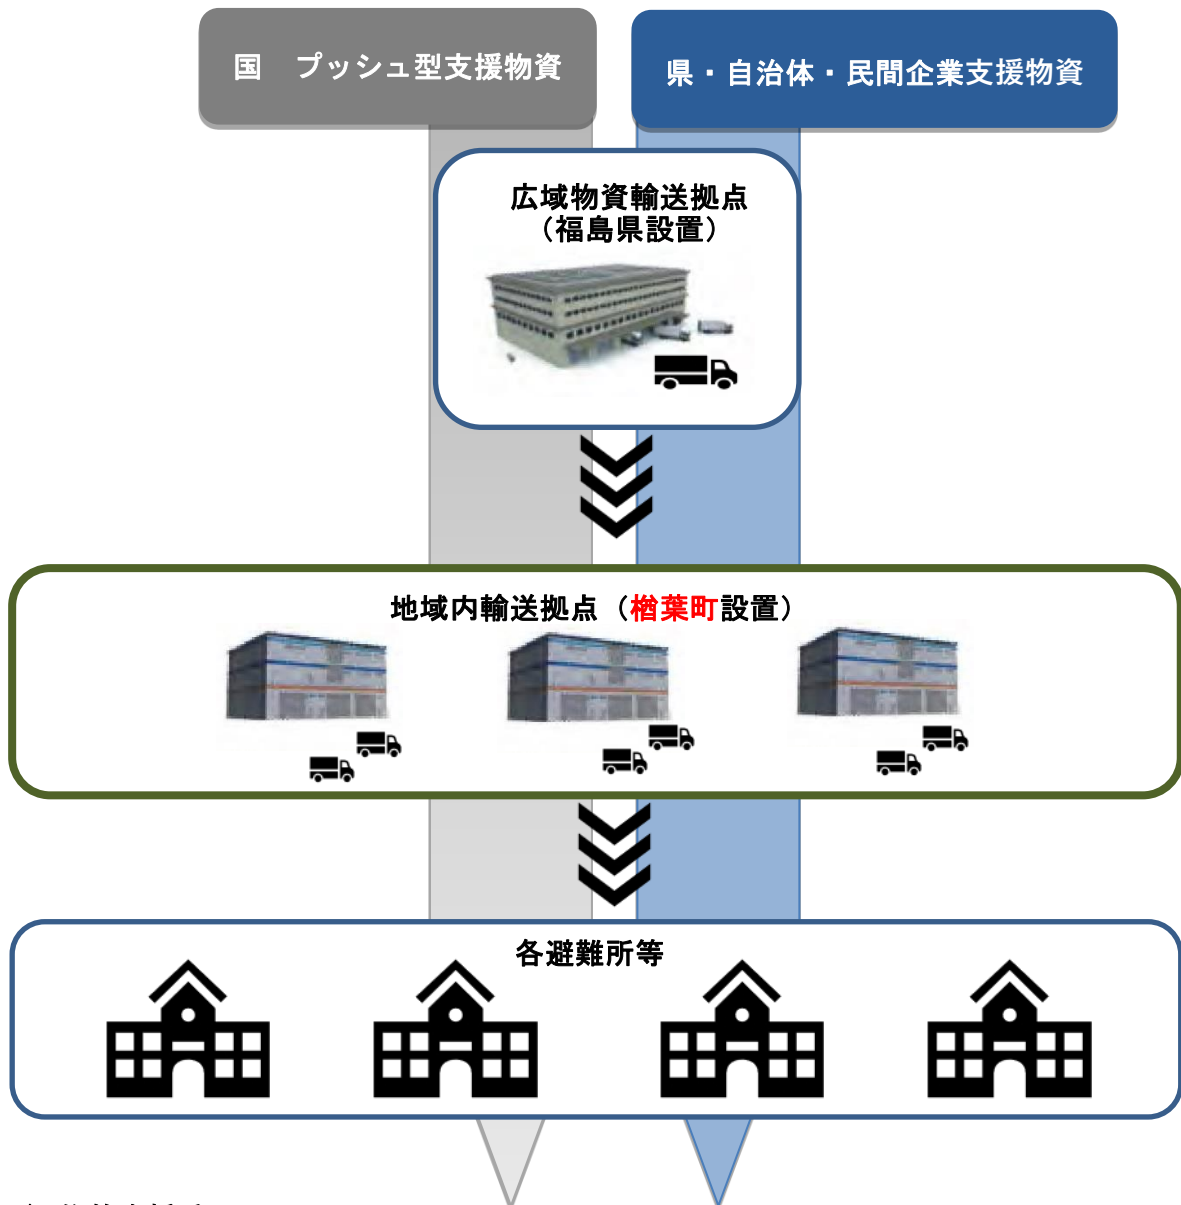 国　プッシュ型支援物資
県・自治体・民間企業支援物資
広域物資輸送拠点
（福島県設置）
地域内輸送拠点（楢葉町設置）
各避難所等